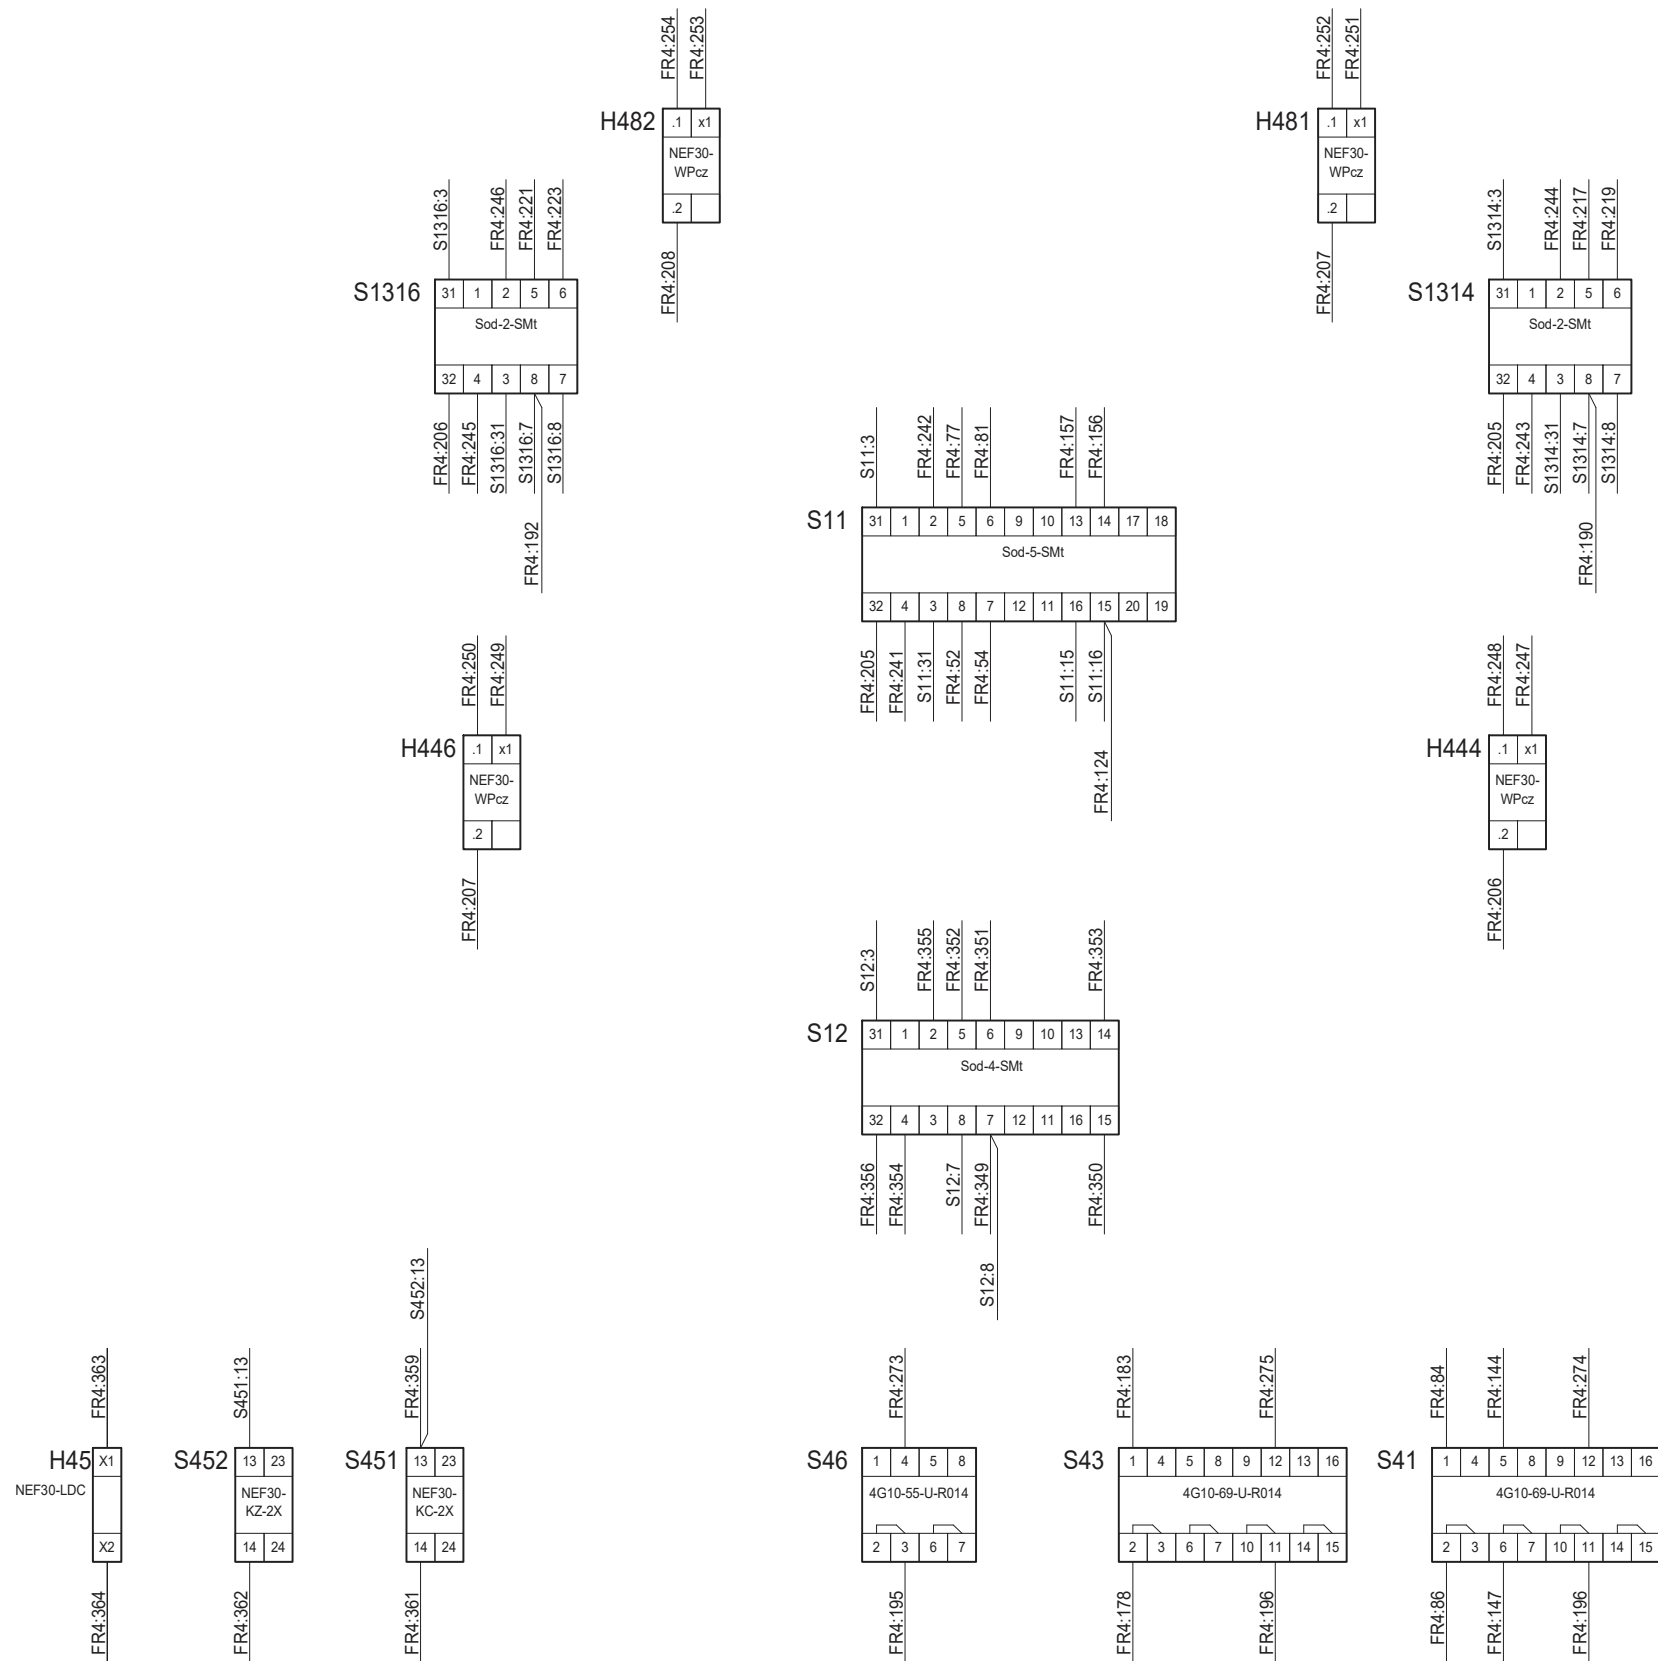 FR4:254 FR4:253
H482 .1 x1
NEF30-
WPcz
.2
FR4:208
FR4:252 FR4:251
H481 .1 x1
NEF30-
WPcz
.2
FR4:207
S1316:3 FR4:246 FR4:221 FR4:223
S1316 31 1 2 5 6
Sod-2-SMt
32 4 3 8 7
FR4:206 FR4:245 S1316:31 S1316:7 S1316:8
FR4:192
S1314:3 FR4:244 FR4:217 FR4:219
S1314 31 1 2 5 6
Sod-2-SMt
32 4 3 8 7
FR4:205 FR4:243 S1314:31 S1314:7 S1314:8
FR4:190
S11:3 FR4:242 FR4:77 FR4:81 FR4:157 FR4:156
S11 31 1 2 5 6 9 10 13 14 17 18
Sod-5-SMt
32 4 3 8 7 12 11 16 15 20 19
FR4:205 FR4:241 S11:31 FR4:52 FR4:54 S11:15 S11:16
FR4:124
FR4:250 FR4:249
H446 .1 x1
NEF30-
WPcz
.2
FR4:207
FR4:248 FR4:247
H444 .1 x1
NEF30-
WPcz
.2
FR4:206
S12:3 FR4:355 FR4:352 FR4:351 FR4:353
S12 31 1 2 5 6 9 10 13 14
Sod-4-SMt
32 4 3 8 7 12 11 16 15
FR4:356 FR4:354 S12:7 FR4:349 FR4:350
S12:8
FR4:363
H45 X1
NEF30-LDC
X2
FR4:364
S451:13
S452 13 23
NEF30-
KZ-2X
14 24
FR4:362
S452:13
FR4:359
S451 13 23
NEF30-
KC-2X
14 24
FR4:361
FR4:273
S46 1 4 5 8
4G10-55-U-R014
2 3 6 7
FR4:195
FR4:183 FR4:275
S43 1 4 5 8 9 12 13 16
4G10-69-U-R014
2 3 6 7 10 11 14 15
FR4:178 FR4:196
FR4:84 FR4:144 FR4:274
S41 1 4 5 8 9 12 13 16
4G10-69-U-R014
2 3 6 7 10 11 14 15
FR4:86 FR4:147 FR4:196